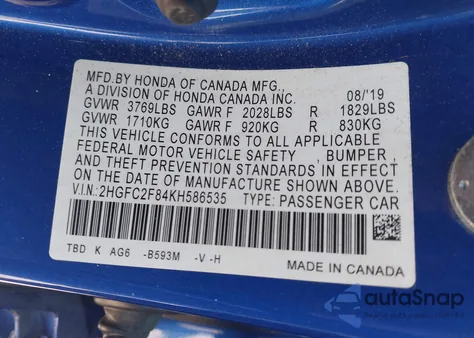 MFD.BY HONDA OF CANADA MFG.,
A DIVISION OF HONDA CANADA INC. 08/'19
GVWR 3769LBS GAWR F 2028LBS R 1829LBS
GVWR 1710KG GAWR F 920KG R 830KG
THIS VEHICLE CONFORMS TO ALL APPLICABLE
FEDERAL MOTOR VEHICLE SAFETY , BUMPER ,
AND THEFT PREVENTION STANDARDS IN EFFECT
ON THE DATE OF MANUFACTURE SHOWN ABOVE.
V.I.N:2HGFC2F84KH586535 TYPE: PASSENGER CAR
TBD K AG6 -B593M -V -H
MADE IN CANADA
autoSnap